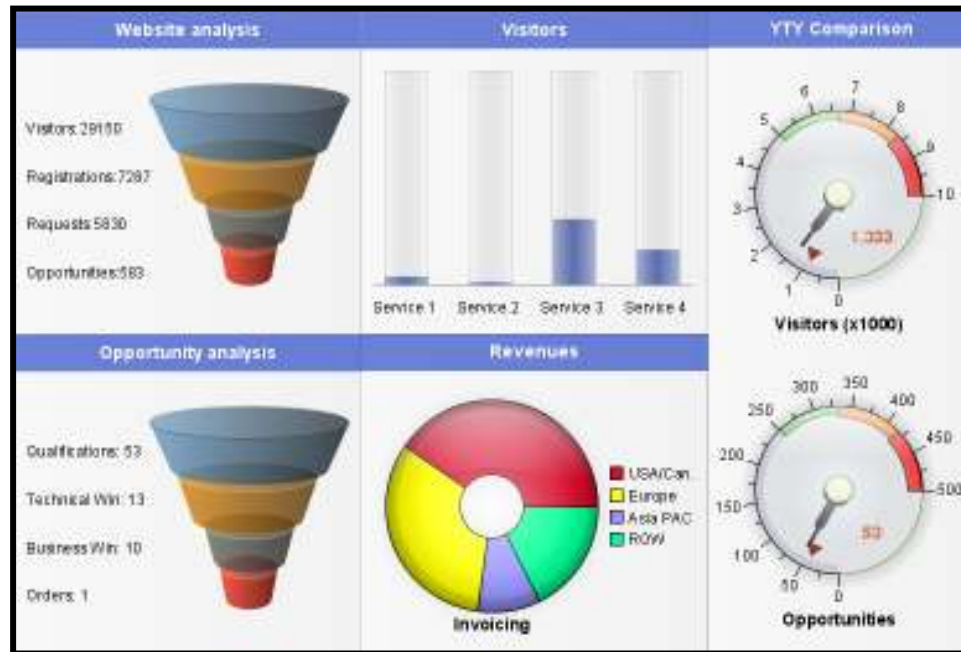 Website analysis
Visitors: 29150
Registrations: 7287
Requests 5830
Opportunities: 583
Visitors
Service 1
Service 2
Service 3
Service 4
YTY Comparison
0
1
2
3
4
5
6
7
8
9
10
1.333
Visitors (x1000)
Opportunity analysis
Qualifications: 53
Technical Win: 13
Business Win: 10
Orders: 1
Revenues
USA/Can
Europe
Asia PAC
ROW
Invoicing
0
50
100
150
200
250
300
350
400
450
500
53
Opportunities